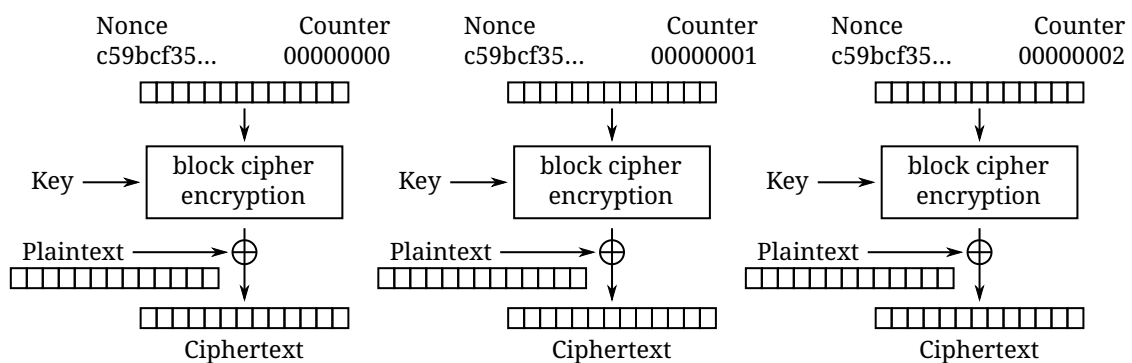 Nonce Counter Nonce Counter Nonce Counter
c59bcf35... 00000000 c59bcf35... 00000001 c59bcf35... 00000002
block cipher block cipher block cipher
Key Key Key
encryption encryption encryption
Plaintext Plaintext Plaintext
Ciphertext Ciphertext Ciphertext